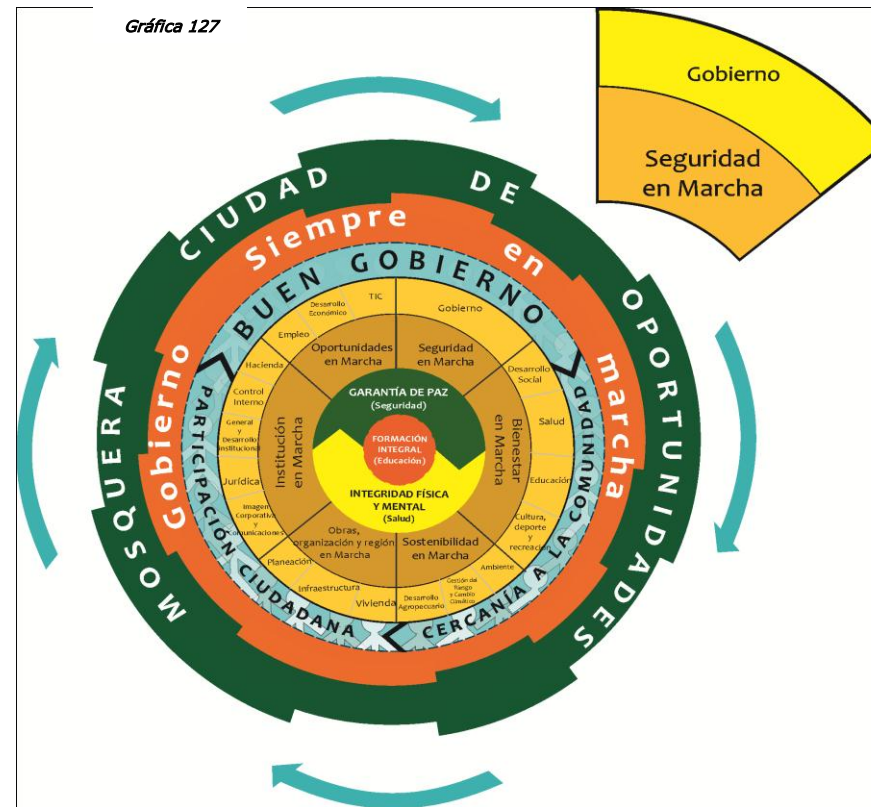 Gráfica 127
Gobierno
Seguridad
en Marcha
MOSQUERA CIUDAD DE OPORTUNIDADES
Gobierno Siempre en marcha
BUEN GOBIERNO
CERCANÍA A LA COMUNIDAD
PARTICIPACIÓN CIUDADANA
TIC
Gobierno
Desarrollo
Económico
Empleo
Oportunidades
en Marcha
Seguridad
en Marcha
Desarrollo
Social
Salud
Educación
Cultura,
deporte
y
recreación
Bienestar
en Marcha
Hacienda
Control
Interno
General
y
Desarrollo
Institucional
Jurídica
Imagen
Corporativa
y
Comunicaciones
Institución
en Marcha
GARANTÍA DE PAZ
(Seguridad)
FORMACIÓN
INTEGRAL
(Educación)
INTEGRIDAD FÍSICA
Y MENTAL
(Salud)
Obras,
organización y región
en Marcha
Sostenibilidad
en Marcha
Planeación
Infraestructura
Vivienda
Desarrollo
Agropecuario
Gestión del
Riesgo
y Cambio
Climático
Ambiente